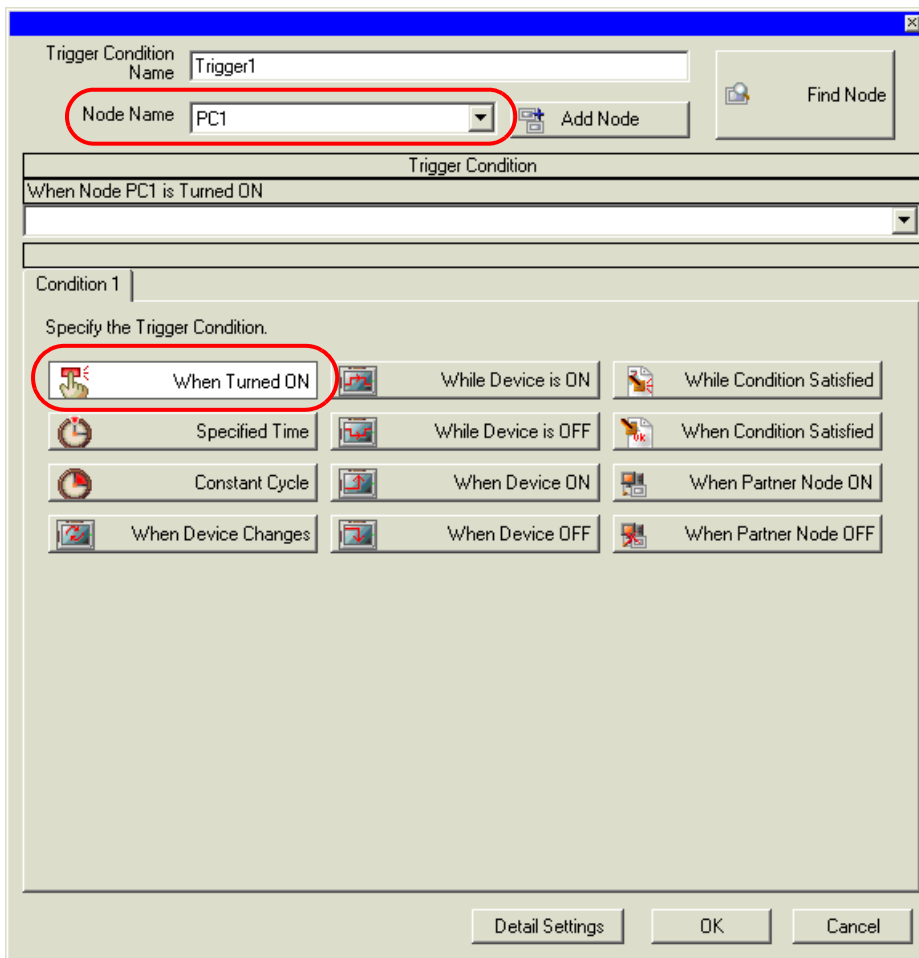 Trigger Condition
Name
Trigger1
Find Node
Node Name
PC1
Add Node
Trigger Condition
When Node PC1 is Turned ON
Condition 1
Specify the Trigger Condition.
When Turned ON
While Device is ON
While Condition Satisfied
Specified Time
While Device is OFF
When Condition Satisfied
Constant Cycle
When Device ON
When Partner Node ON
When Device Changes
When Device OFF
When Partner Node OFF
Detail Settings
OK
Cancel